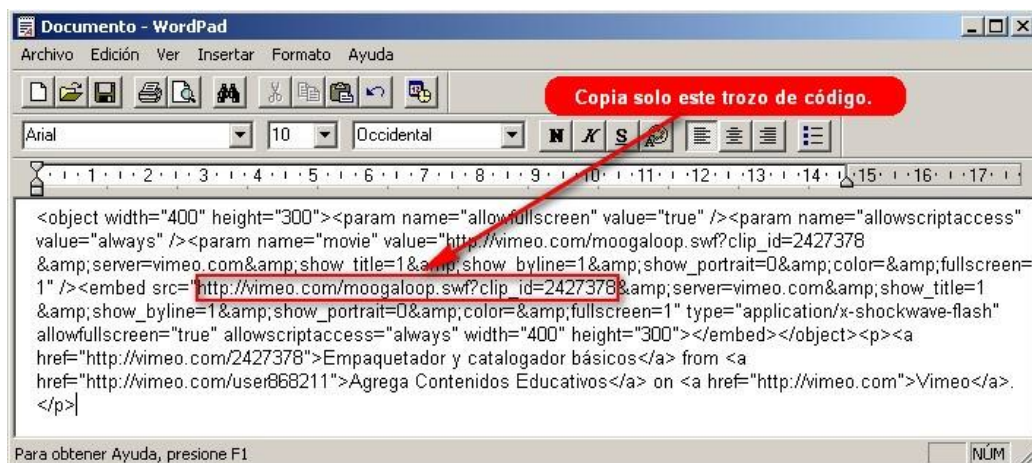 Documento - WordPad
Archivo Edición Ver Insertar Formato Ayuda
Copia solo este trozo de código.
Arial 10 Occidental N K S
1 2 3 4 5 6 7 8 9 10 11 12 13 14 15 16 17
<object width="400" height="300"><param name="allowfullscreen" value="true" /><param name="allowscriptaccess"
value="always" /><param name="movie" value="http://vimeo.com/moogaloop.swf?clip_id=2427378
&amp;server=vimeo.com&amp;show_title=1&amp;show_byline=1&amp;show_portrait=0&amp;color=&amp;fullscreen=
1" /><embed src="http://vimeo.com/moogaloop.swf?clip_id=2427378&amp;server=vimeo.com&amp;show_title=1
&amp;show_byline=1&amp;show_portrait=0&amp;color=&amp;fullscreen=1" type="application/x-shockwave-flash"
allowfullscreen="true" allowscriptaccess="always" width="400" height="300"></embed></object><p><a
href="http://vimeo.com/2427378">Empaquetador y catalogador básicos</a> from <a
href="http://vimeo.com/user868211">Agrega Contenidos Educativos</a> on <a href="http://vimeo.com">Vimeo</a>.
</p>
Para obtener Ayuda, presione F1 NÚM